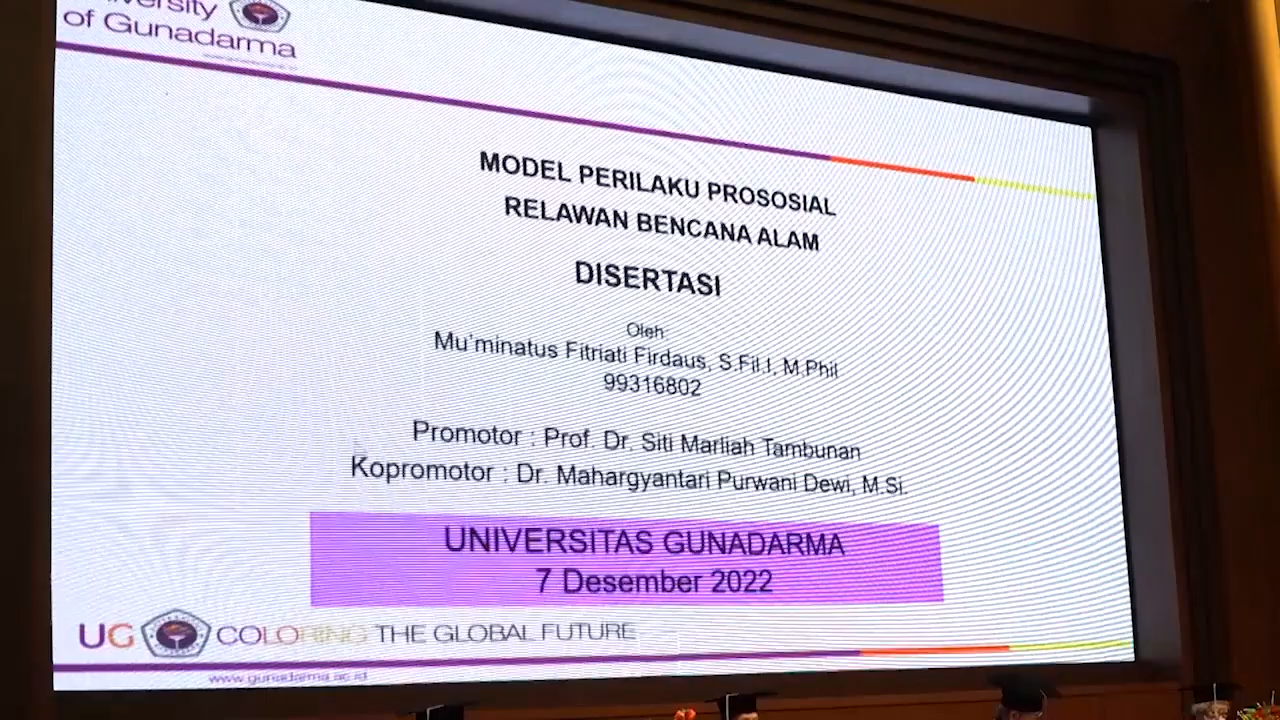 University
of Gunadarma
MODEL PERILAKU PROSOSIAL
RELAWAN BENCANA ALAM
DISERTASI
Oleh:
Mu'minatus Fitriati Firdaus, S.Fil.I, M.Phil
99316802
Promotor : Prof. Dr. Siti Marliah Tambunan
Kopromotor : Dr. Mahargyantari Purwani Dewi, M.Si.
UNIVERSITAS GUNADARMA
7 Desember 2022
UG COLORING THE GLOBAL FUTURE
www.gunadarma.ac.id